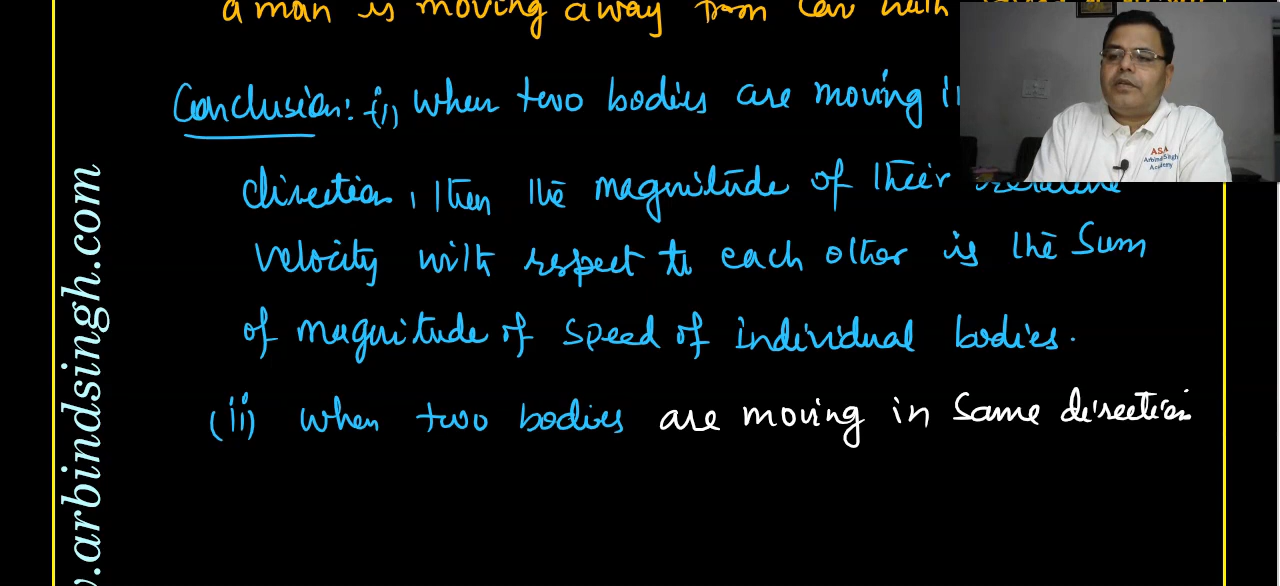 a man is moving away from car with
Conclusion: (i) when two bodies are moving in
direction, then the magnitude of their relative
velocity with respect to each other is the Sum
of magnitude of speed of individual bodies.
(ii) when two bodies are moving in same direction
.arbindsingh.com
ASA
Arbind Singh
Academy